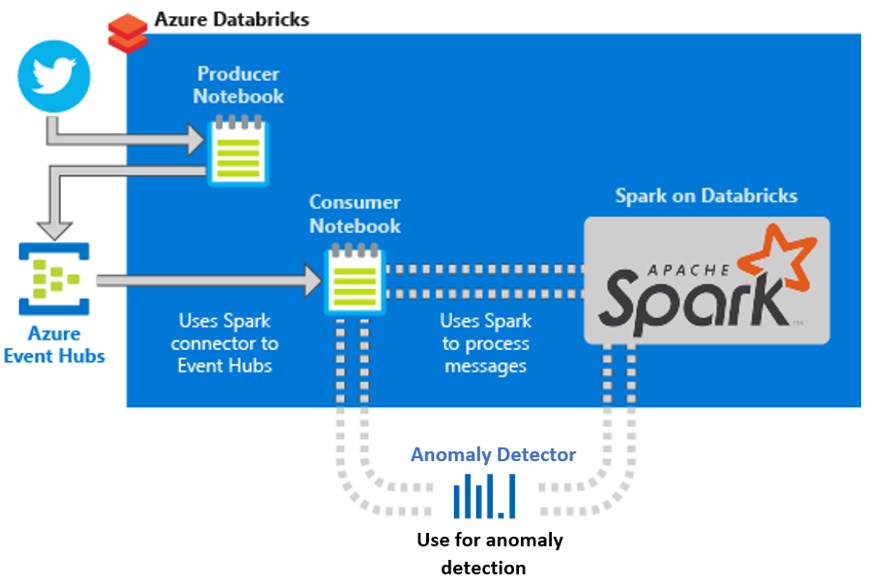 Azure Databricks
Producer
Notebook
Consumer
Notebook
Spark on Databricks
APACHE
Spark
TM
Azure
Event Hubs
Uses Spark
connector to
Event Hubs
Uses Spark
to process
messages
Anomaly Detector
Use for anomaly
detection